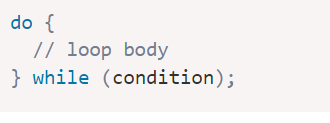 do {
  // loop body
} while (condition);